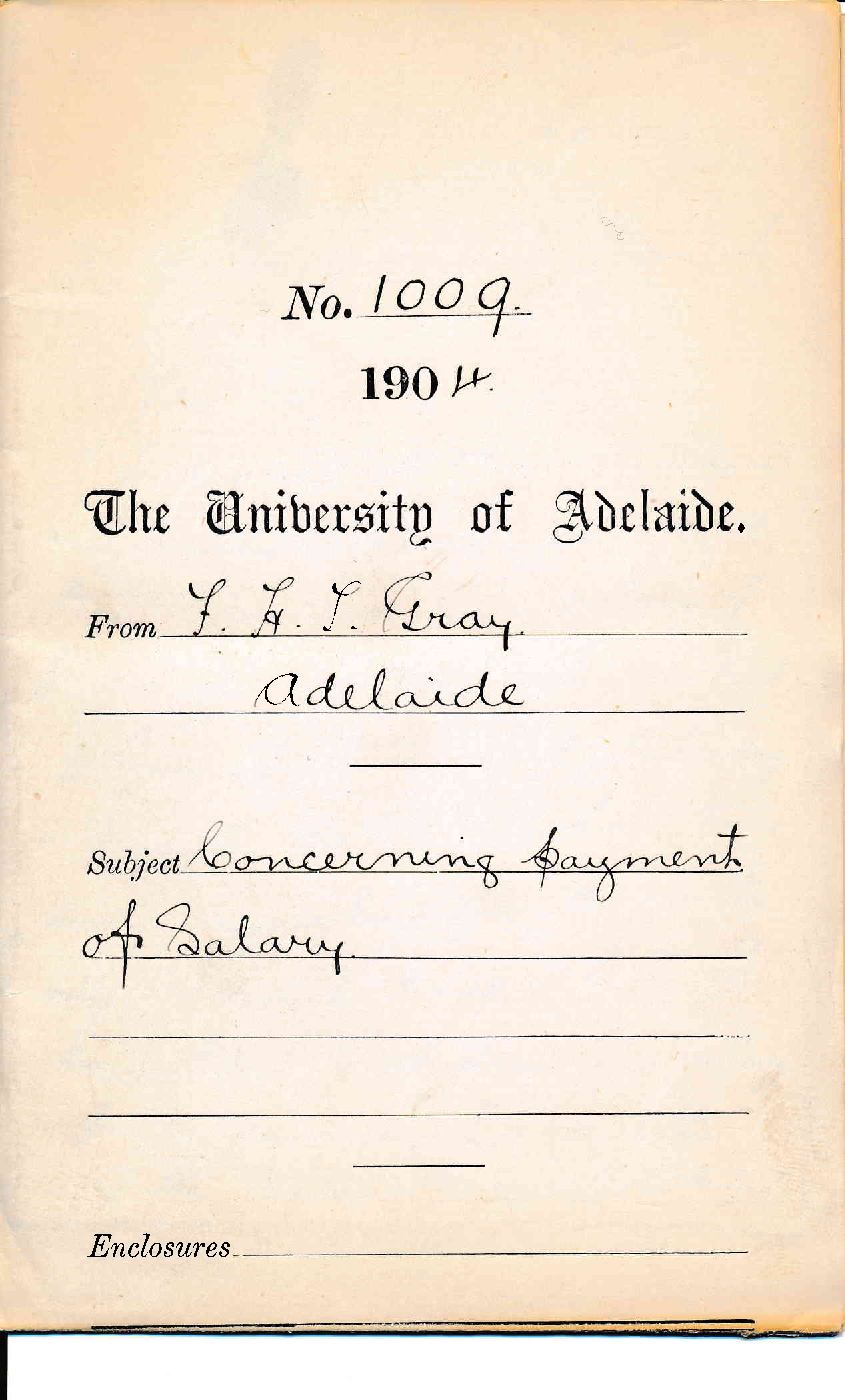 No. 1009.
1904.
The University of Adelaide.
From F. H. T. Gray.
Adelaide
Subject Concerning payment
of Salary.
Enclosures